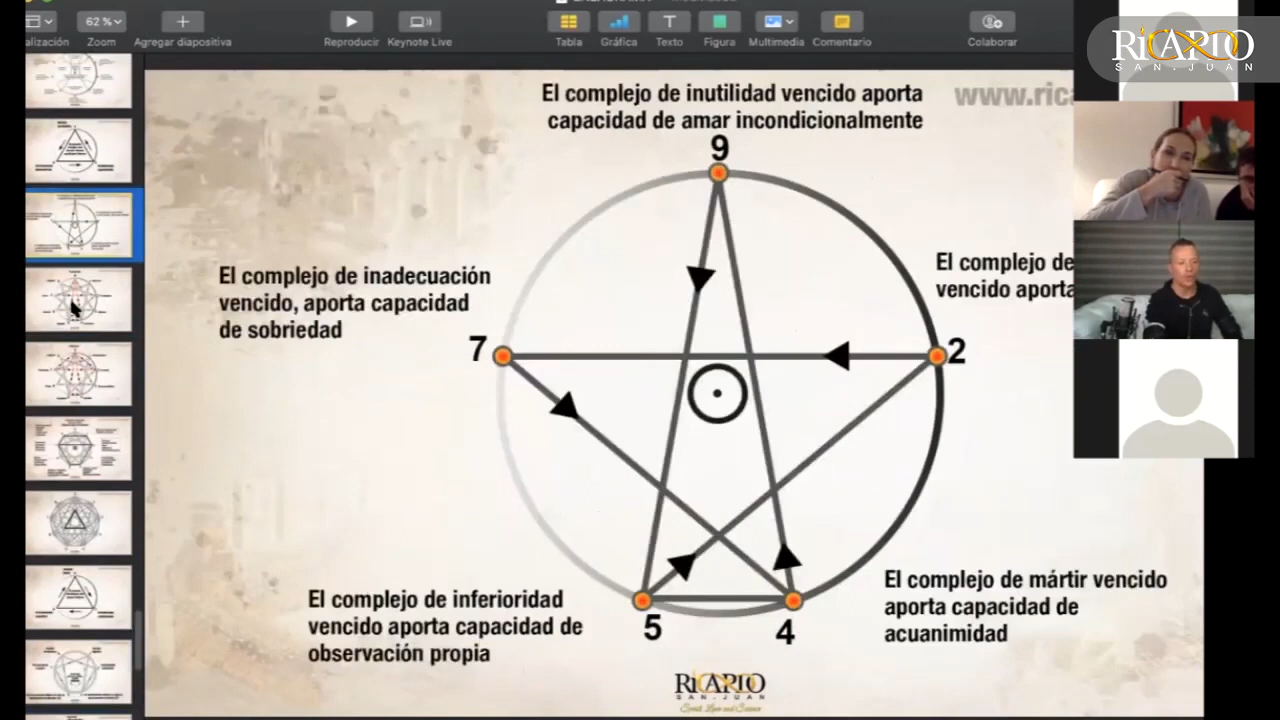 62 %
alización
Zoom
Agregar diapositiva
Reproducir
Keynote Live
Tabla
Gráfica
Texto
Figura
Multimedia
Comentario
Colaborar
RiCARDO
SAN.JUAN
www.rica
El complejo de inutilidad vencido aporta
capacidad de amar incondicionalmente
9
El complejo de inadecuación
vencido, aporta capacidad
de sobriedad
El complejo de
vencido aporta
7
2
El complejo de inferioridad
vencido aporta capacidad de
observación propia
5
4
El complejo de mártir vencido
aporta capacidad de
acuanimidad
RiCARDO
SAN.JUAN